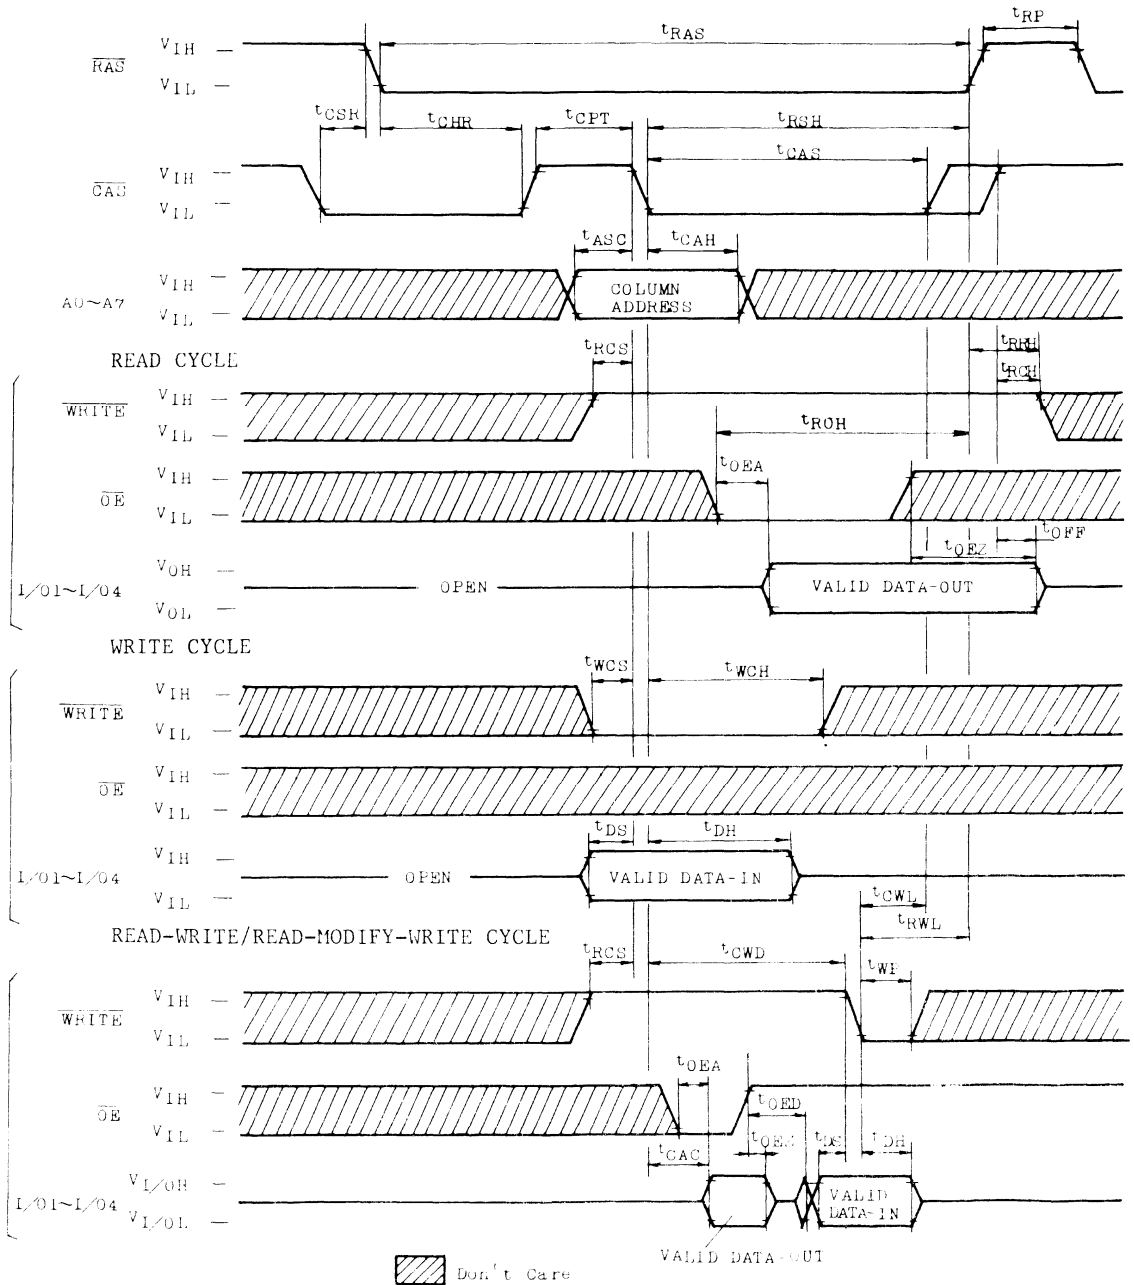 tRAS tRP
RAS VIH
VIL
tCSR tCHR tCPT tRSH
tCAS
CAS VIH
VIL
tASC tCAH
A0~A7 VIH
VIL
COLUMN
ADDRESS
tRRH
tRCH
READ CYCLE
tRCS
WRITE VIH
VIL
tROH
tOEA
OE VIH
VIL
tOFF
tOEZ
I/O1~I/O4 VOH
VOL
OPEN VALID DATA-OUT
WRITE CYCLE
tWCS tWCH
WRITE VIH
VIL
OE VIH
VIL
tDS tDH
I/O1~I/O4 VIH
VIL
OPEN VALID DATA-IN
tCWL
tRWL
READ-WRITE/READ-MODIFY-WRITE CYCLE
tRCS tCWD tWP
WRITE VIH
VIL
tOEA
OE VIH
VIL
tOED
tCAC tOEZ tDS tDH
I/O1~I/O4 VI/OH
VI/OL
VALID
DATA-IN
VALID DATA-OUT
Don't Care